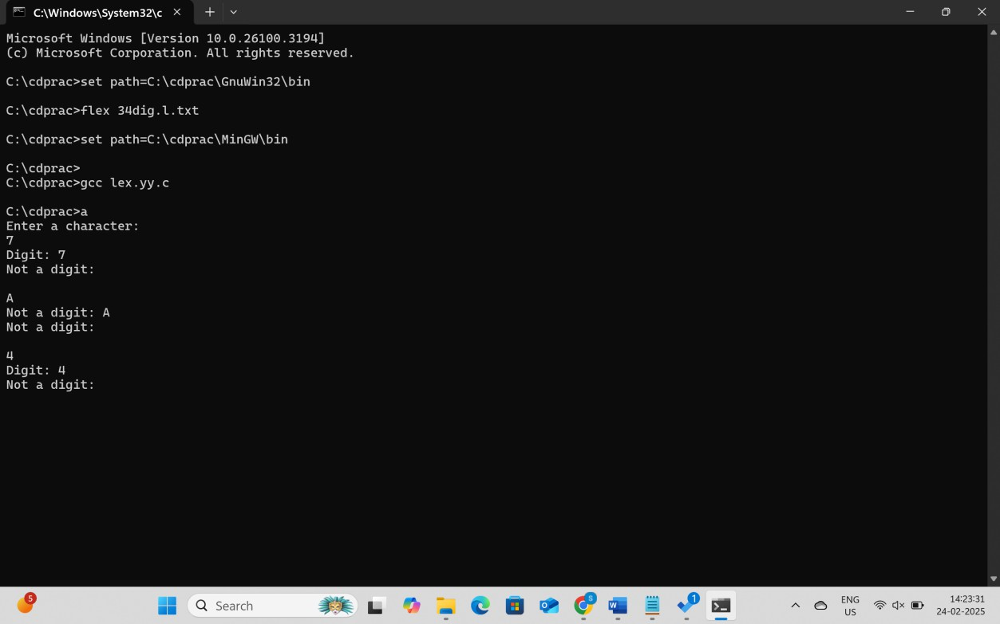 C:\Windows\System32\c
Microsoft Windows [Version 10.0.26100.3194]
(c) Microsoft Corporation. All rights reserved.
C:\cdprac>set path=C:\cdprac\GnuWin32\bin
C:\cdprac>flex 34dig.l.txt
C:\cdprac>set path=C:\cdprac\MinGW\bin
C:\cdprac>
C:\cdprac>gcc lex.yy.c
C:\cdprac>a
Enter a character:
7
Digit: 7
Not a digit:
A
Not a digit: A
Not a digit:
4
Digit: 4
Not a digit:
5
Search
S
W
1
ENG
US
14:23:31
24-02-2025